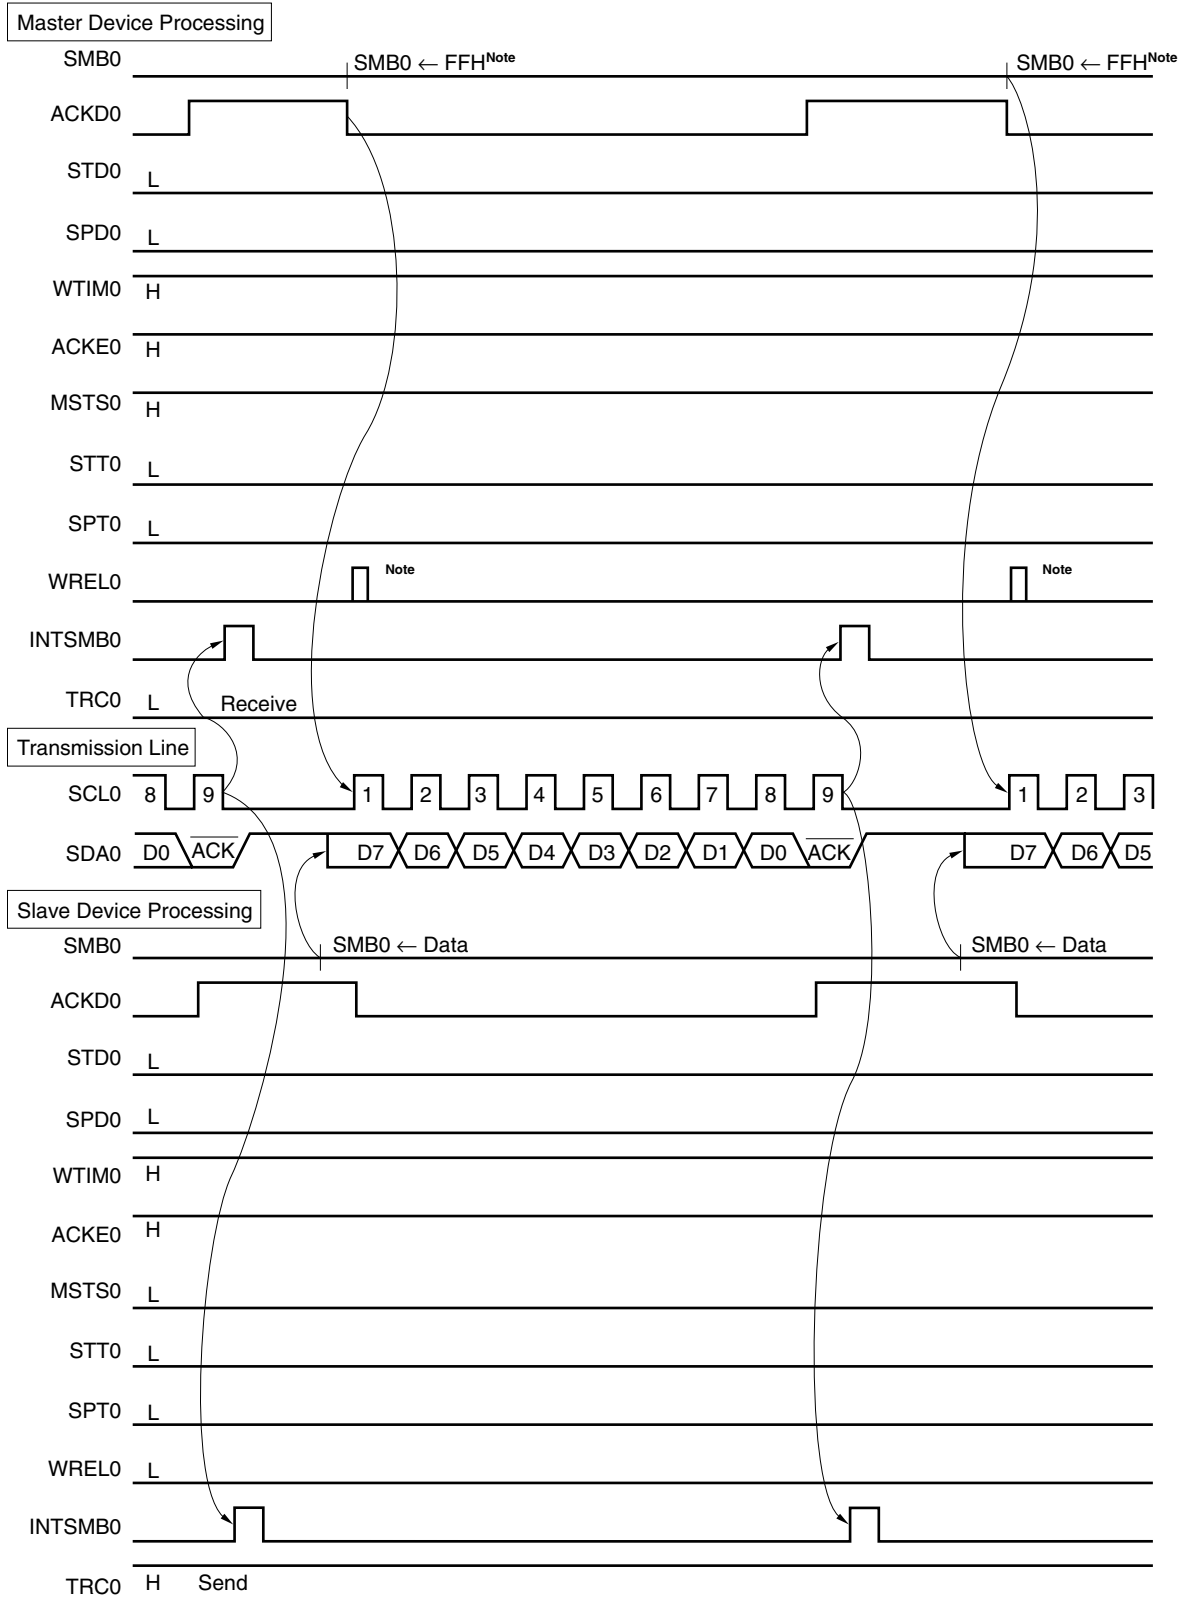 Master Device Processing
SMB0 SMB0 ← FFHNote SMB0 ← FFHNote
ACKD0
STD0 L
SPD0 L
WTIM0 H
ACKE0 H
MSTS0 H
STT0 L
SPT0 L
WREL0 Note Note
INTSMB0
TRC0 L Receive
Transmission Line
SCL0 8 9 1 2 3 4 5 6 7 8 9 1 2 3
SDA0 D0 ACK D7 D6 D5 D4 D3 D2 D1 D0 ACK D7 D6 D5
Slave Device Processing
SMB0 SMB0 ← Data SMB0 ← Data
ACKD0
STD0 L
SPD0 L
WTIM0 H
ACKE0 H
MSTS0 L
STT0 L
SPT0 L
WREL0 L
INTSMB0
TRC0 H Send